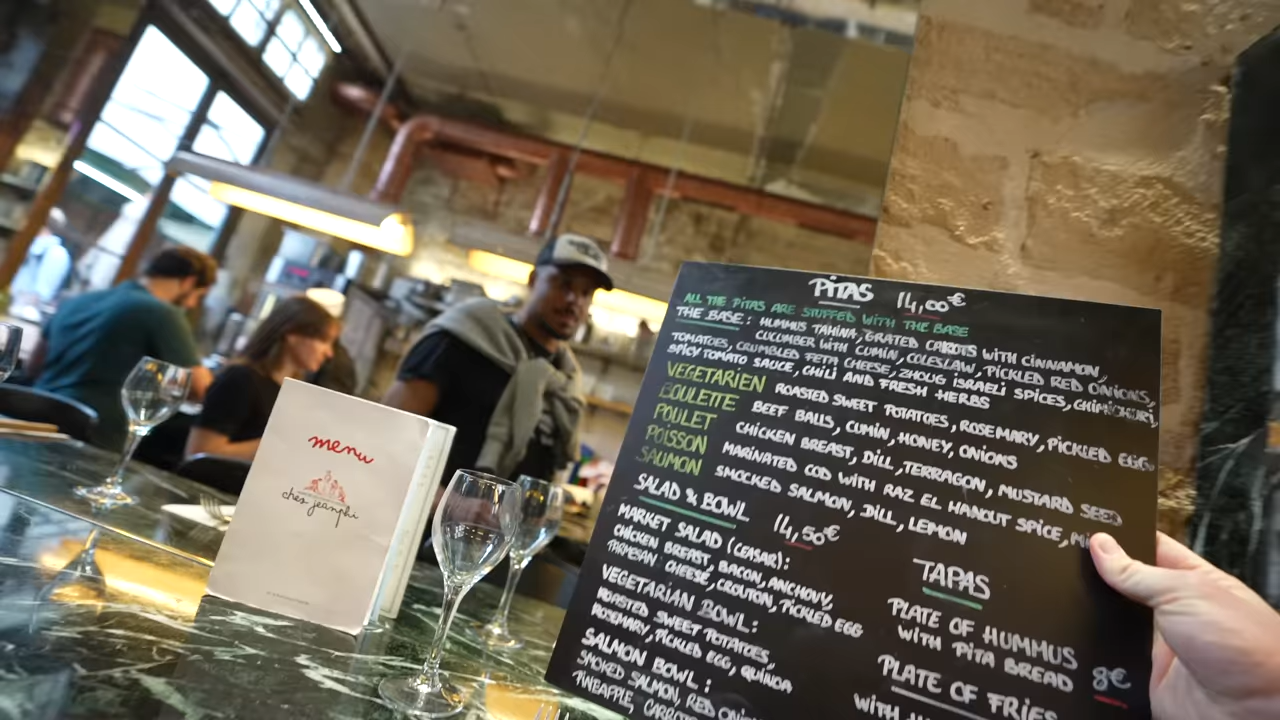 menu
chez jeanphi
PiTAS 14,00€
ALL THE PiTAS ARE STUFFED WITH THE BASE
THE BASE: HUMMUS TAHINA, GRATED CAROTS WITH CiNNAMON,
CUCUMBER WITH CUMiN, COLESLAW, PiCKLED RED ONiONS,
TOMATOES, CRUMBLED FETA CHEESE, ZHOUG iSRAELi SPiCES, CHiMiCHURi,
SPiCY TOMATO SAUCE, CHiLi AND FRESH HERBS
VEGETARiEN ROASTED SWEET POTATOES, ROSEMARY, PiCKLED EGG.
BOULETTE BEEF BALLS, CUMiN, HONEY, ONiONS
POULET CHiCKEN BREAST, DiLL, TERRAGON, MUSTARD SEED
POiSSON MARiNATED COD WiTH RAZ EL HANOUT SPiCE,
SAUMON SMOCKED SALMON, DiLL, LEMON
SALAD & BOWL 14,50€
MARKET SALAD (CEASAR):
CHiCKEN BREAST, BACON, ANCHOVY,
PARMESAN CHEESE, CROUTON, PiCKLED EGG
VEGETARiAN BOWL:
ROASTED SWEET POTATOES,
ROSEMARY, PiCKLED EGG, QUiNOA
SALMON BOWL:
SMOKED SALMON, RED
PiNEAPPLE,
TAPAS
PLATE OF HUMMUS
WiTH PiTA BREAD 8€
PLATE OF FRiES
WiTH